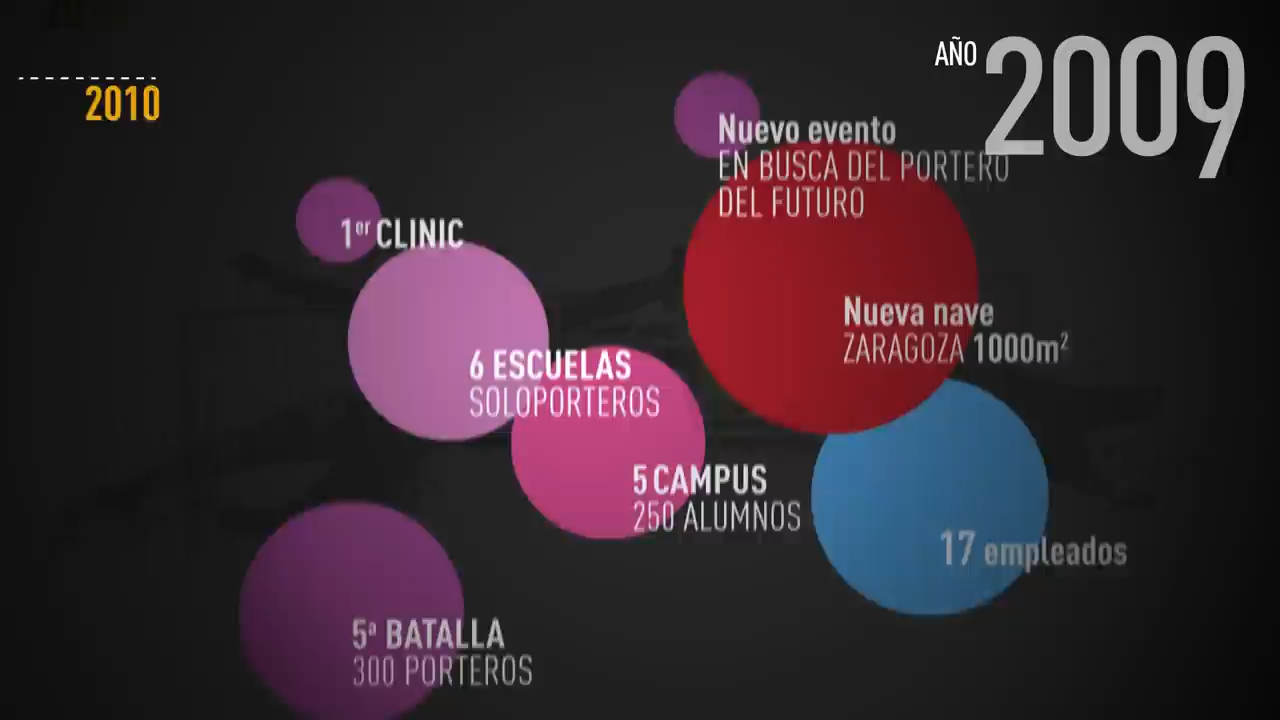 AÑO 2009
2010
Nuevo evento
EN BUSCA DEL PORTERO
DEL FUTURO
1er CLINIC
Nueva nave
ZARAGOZA 1000m²
6 ESCUELAS
SOLOPORTEROS
5 CAMPUS
250 ALUMNOS
17 empleados
5ª BATALLA
300 PORTEROS